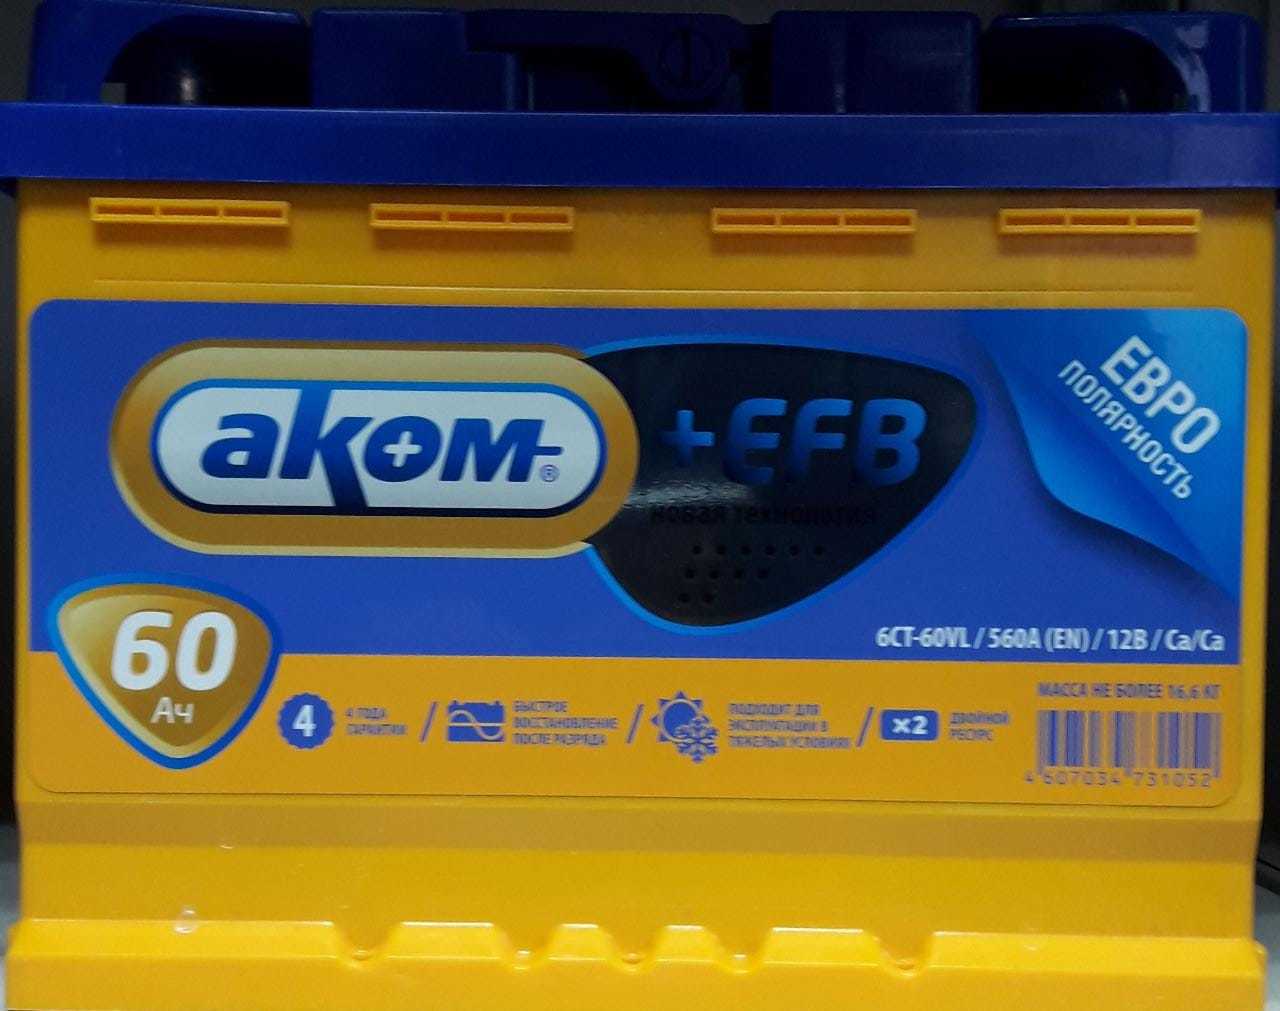 ЕВРО
ПОЛЯРНОСТЬ
аком®
+EFB
новая технология
6СТ-60VL / 560А (EN) / 12В / Ca/Ca
60
Ач
4
4 ГОДА
ГАРАНТИИ
БЫСТРОЕ
ВОССТАНОВЛЕНИЕ
ПОСЛЕ РАЗРЯДА
ПОДХОДИТ ДЛЯ
ЭКСПЛУАТАЦИИ В
ТЯЖЕЛЫХ УСЛОВИЯХ
x2
ДВОЙНОЙ
РЕСУРС
МАССА НЕ БОЛЕЕ 16,6 КГ
4 607034 731052